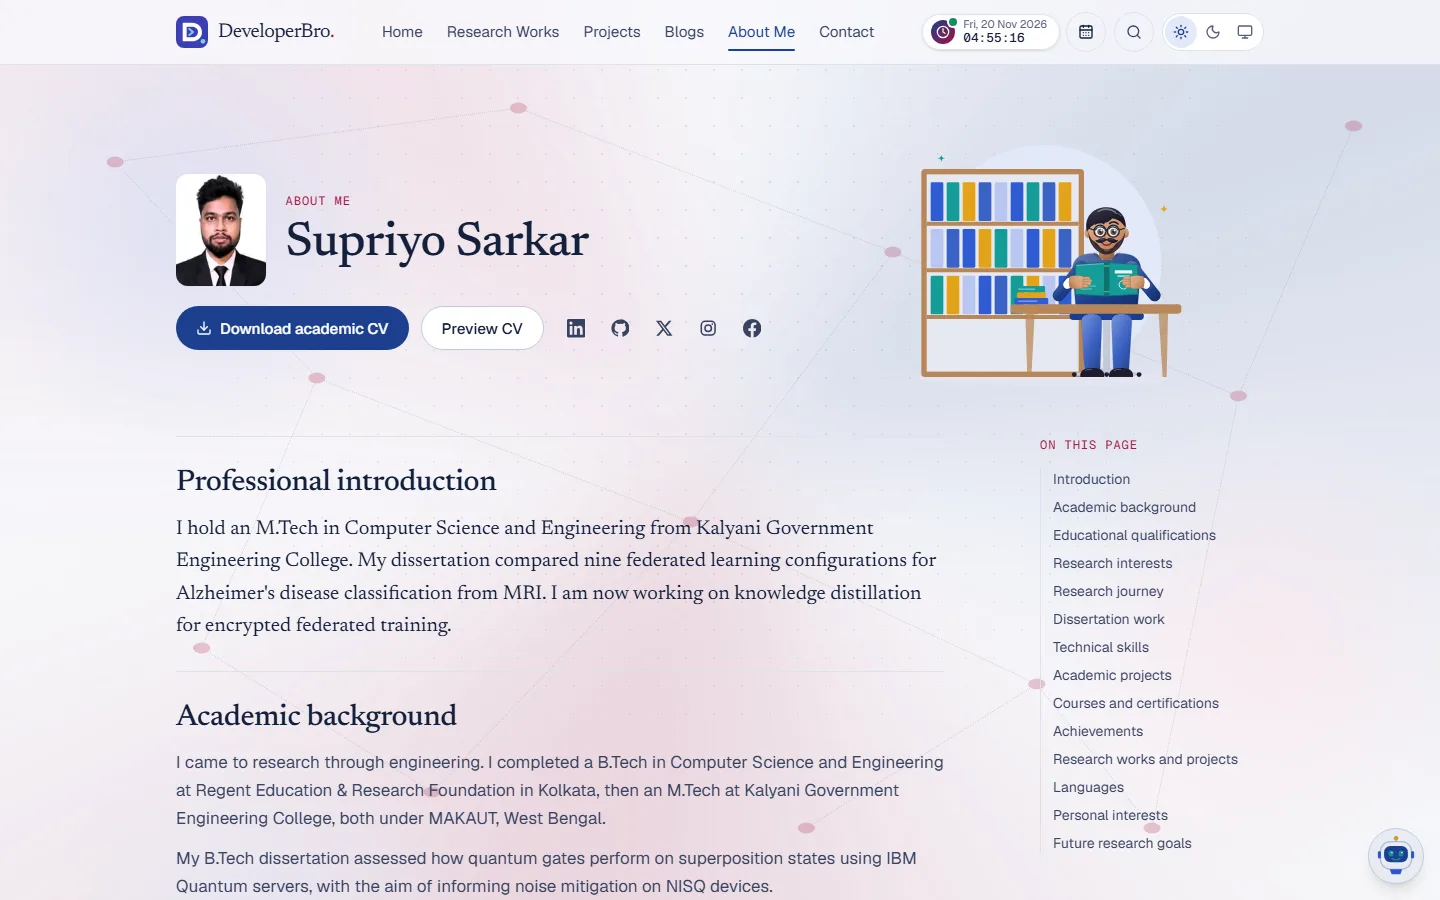 DeveloperBro.
Home
Research Works
Projects
Blogs
About Me
Contact
Fri, 20 Nov 2026
04:55:16
ABOUT ME
Supriyo Sarkar
Download academic CV
Preview CV
Professional introduction
I hold an M.Tech in Computer Science and Engineering from Kalyani Government
Engineering College. My dissertation compared nine federated learning configurations for
Alzheimer's disease classification from MRI. I am now working on knowledge distillation
for encrypted federated training.
Academic background
I came to research through engineering. I completed a B.Tech in Computer Science and Engineering
at Regent Education & Research Foundation in Kolkata, then an M.Tech at Kalyani Government
Engineering College, both under MAKAUT, West Bengal.
My B.Tech dissertation assessed how quantum gates perform on superposition states using IBM
Quantum servers, with the aim of informing noise mitigation on NISQ devices.
ON THIS PAGE
Introduction
Academic background
Educational qualifications
Research interests
Research journey
Dissertation work
Technical skills
Academic projects
Courses and certifications
Achievements
Research works and projects
Languages
Personal interests
Future research goals